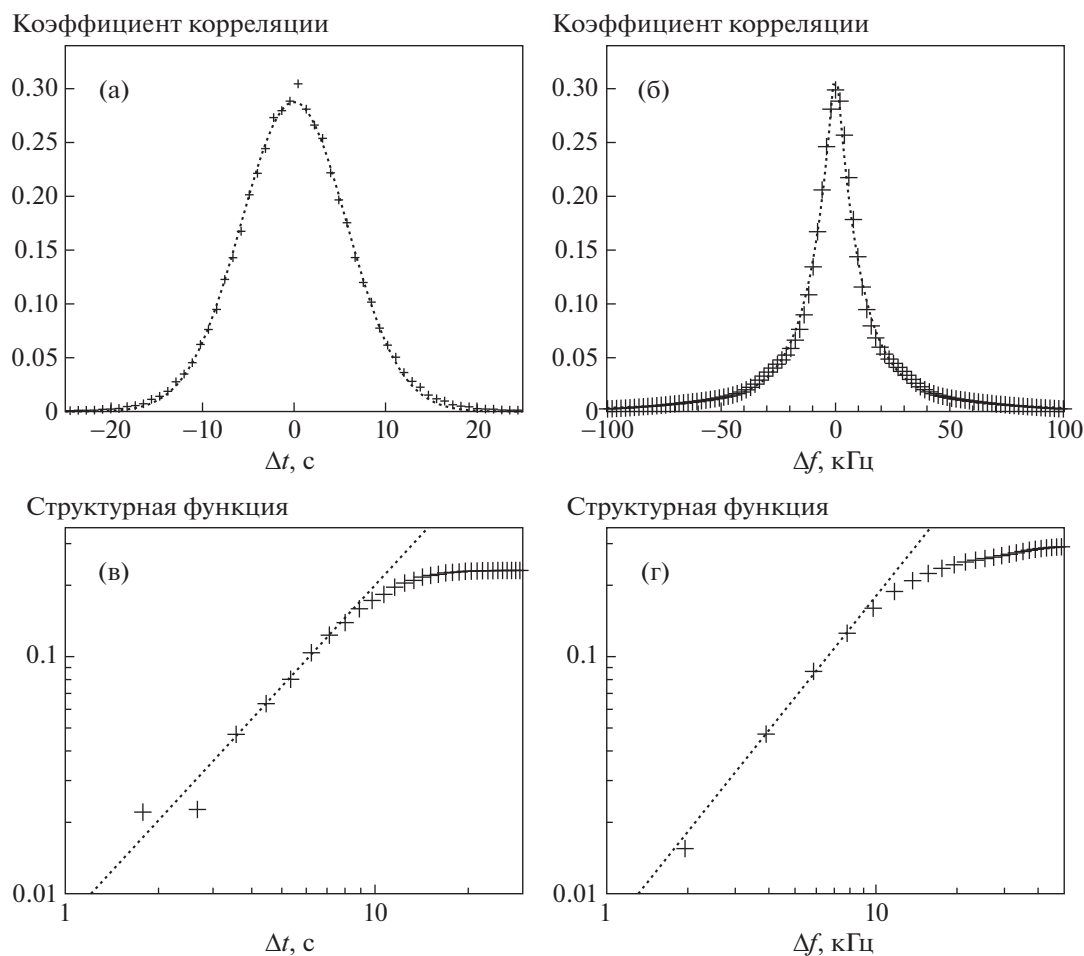 Коэффициент корреляции
Коэффициент корреляции
(а)
(б)
0.30
0.25
0.20
0.15
0.10
0.05
0
0.30
0.25
0.20
0.15
0.10
0.05
0
−20 −10 0 10 20
−100 −50 0 50 100
Δt, с
Δf, кГц
Структурная функция
Структурная функция
(в)
(г)
0.1
0.01
0.1
0.01
1 10
1 10
Δt, с
Δf, кГц